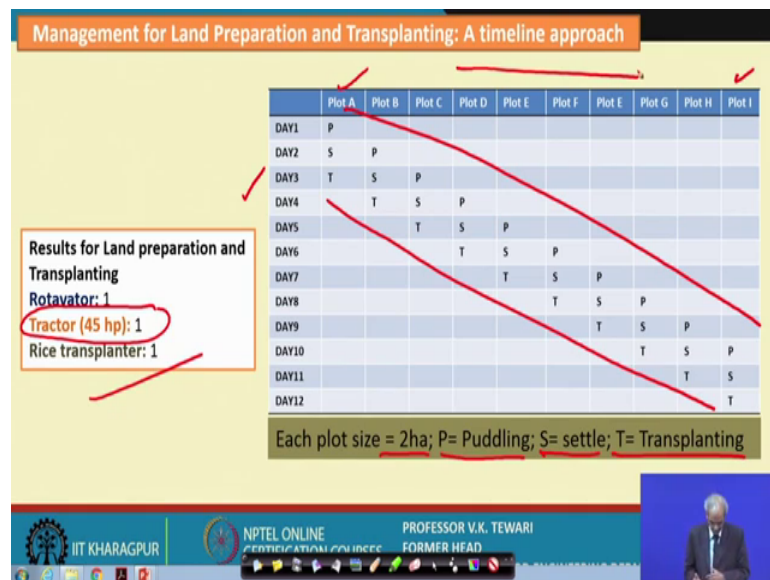 Management for Land Preparation and Transplanting: A timeline approach
Plot A Plot B Plot C Plot D Plot E Plot F Plot E Plot G Plot H Plot I
DAY1 P
DAY2 S P
DAY3 T S P
DAY4 T S P
DAY5 T S P
DAY6 T S P
DAY7 T S P
DAY8 T S P
DAY9 T S P
DAY10 T S P
DAY11 T S
DAY12 T
Results for Land preparation and
Transplanting
Rotavator: 1
Tractor (45 hp): 1
Rice transplanter: 1
Each plot size = 2ha; P= Puddling; S= settle; T= Transplanting
IIT KHARAGPUR
NPTEL ONLINE
CERTIFICATION COURSES
PROFESSOR V.K. TEWARI
FORMER HEAD